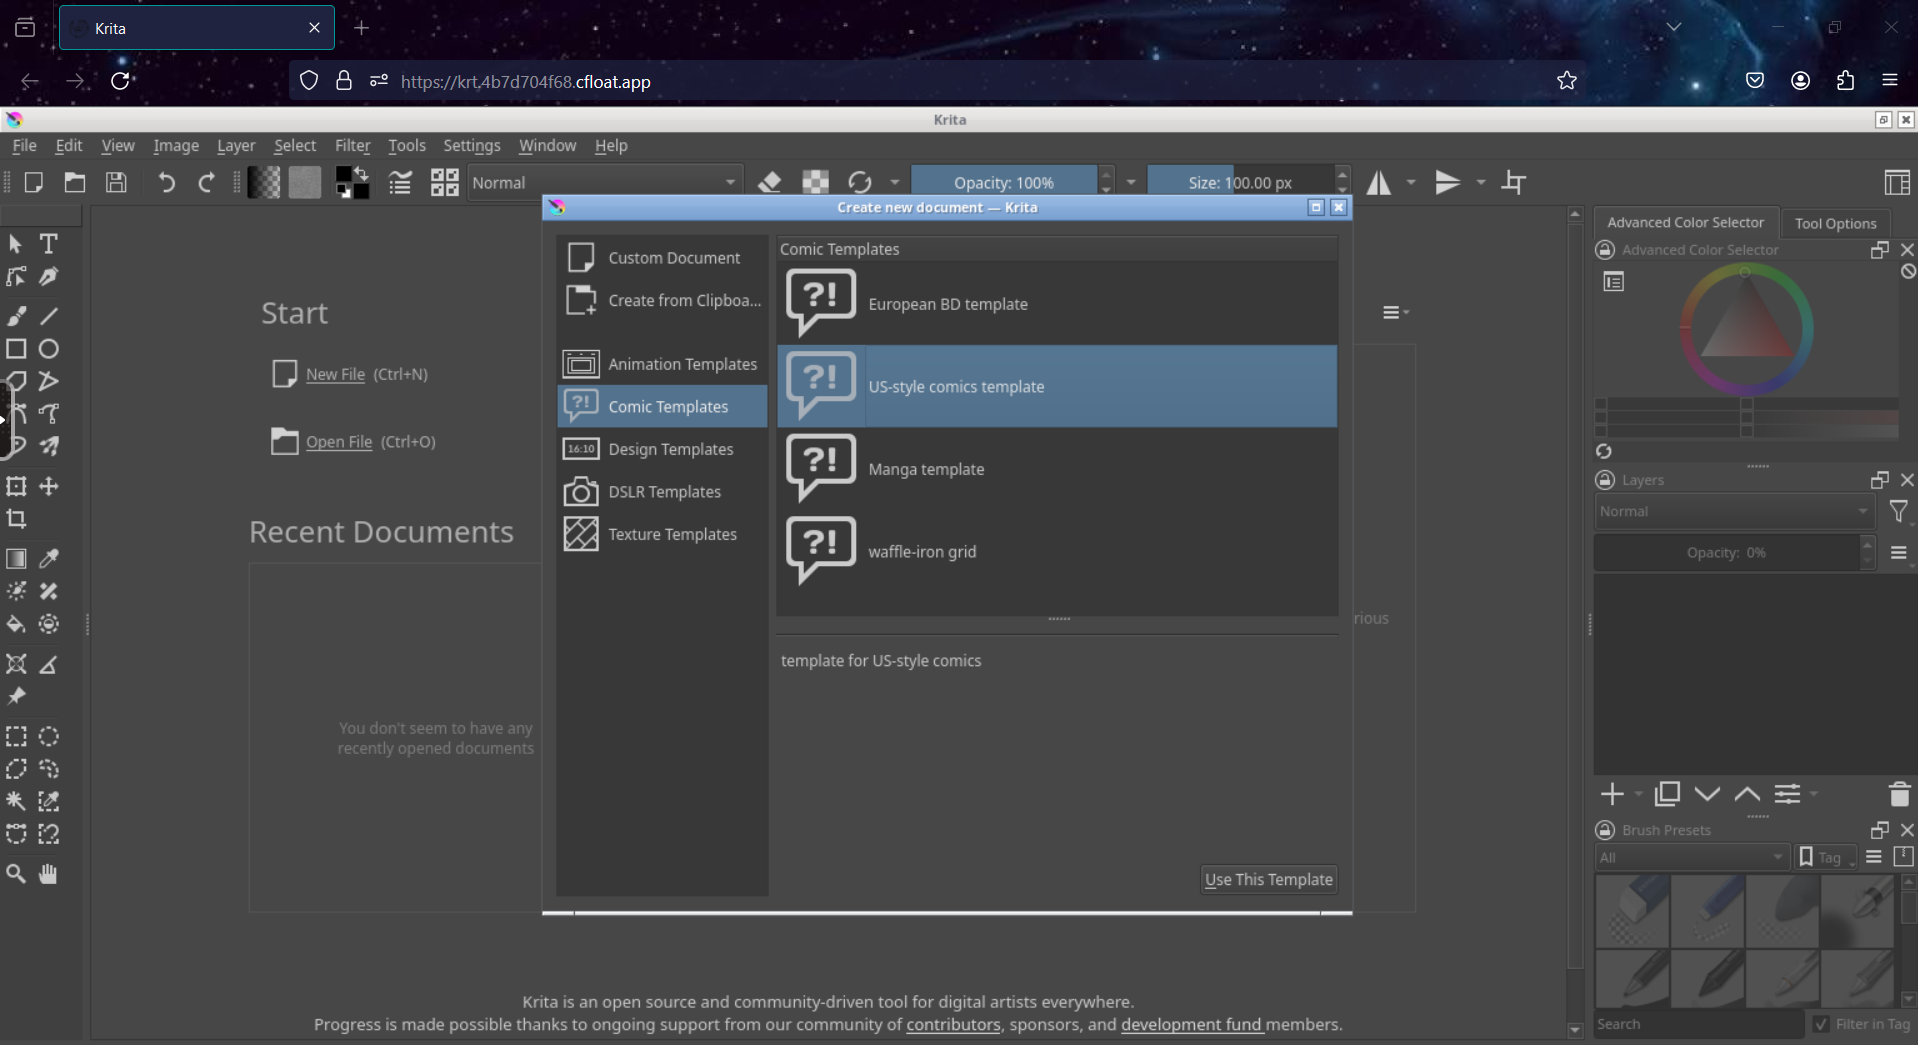 Krita
https://krt.4b7d704f68.cfloat.app
Krita
File Edit View Image Layer Select Filter Tools Settings Window Help
Normal
Opacity: 100%
Size: 100.00 px
Create new document — Krita
Custom Document
Create from Clipboa...
Animation Templates
?! Comic Templates
16:10 Design Templates
DSLR Templates
Texture Templates
Comic Templates
?! European BD template
?! US-style comics template
?! Manga template
?! waffle-iron grid
template for US-style comics
Use This Template
Start
New File (Ctrl+N)
Open File (Ctrl+O)
Recent Documents
You don't seem to have any
recently opened documents
rious
Krita is an open source and community-driven tool for digital artists everywhere.
Progress is made possible thanks to ongoing support from our community of contributors, sponsors, and development fund members.
Advanced Color Selector
Tool Options
Advanced Color Selector
Layers
Normal
Opacity: 0%
Brush Presets
All
Tag
Search
Filter in Tag